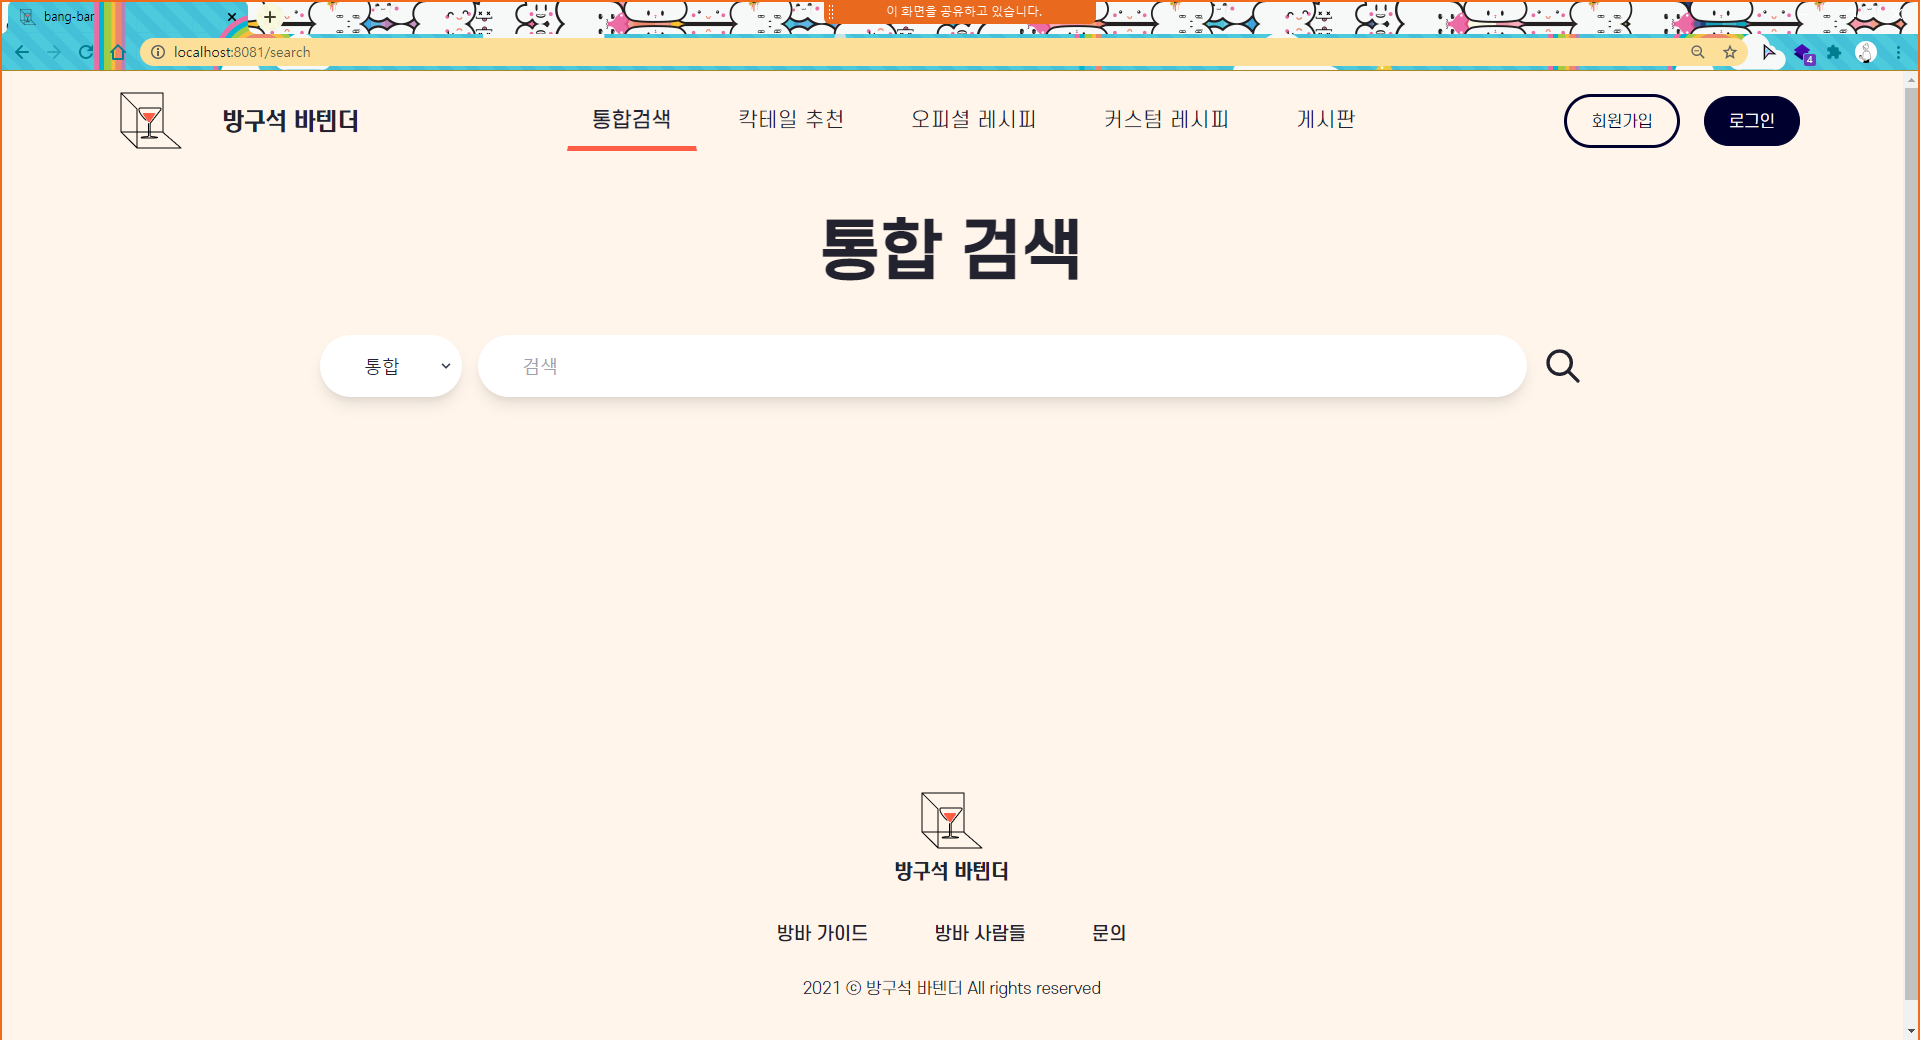 bang-bar
이 화면을 공유하고 있습니다.
localhost:8081/search
4
방구석 바텐더
통합검색
칵테일 추천
오피셜 레시피
커스텀 레시피
게시판
회원가입
로그인
통합 검색
통합
검색
방구석 바텐더
방바 가이드
방바 사람들
문의
2021 ⓒ 방구석 바텐더 All rights reserved